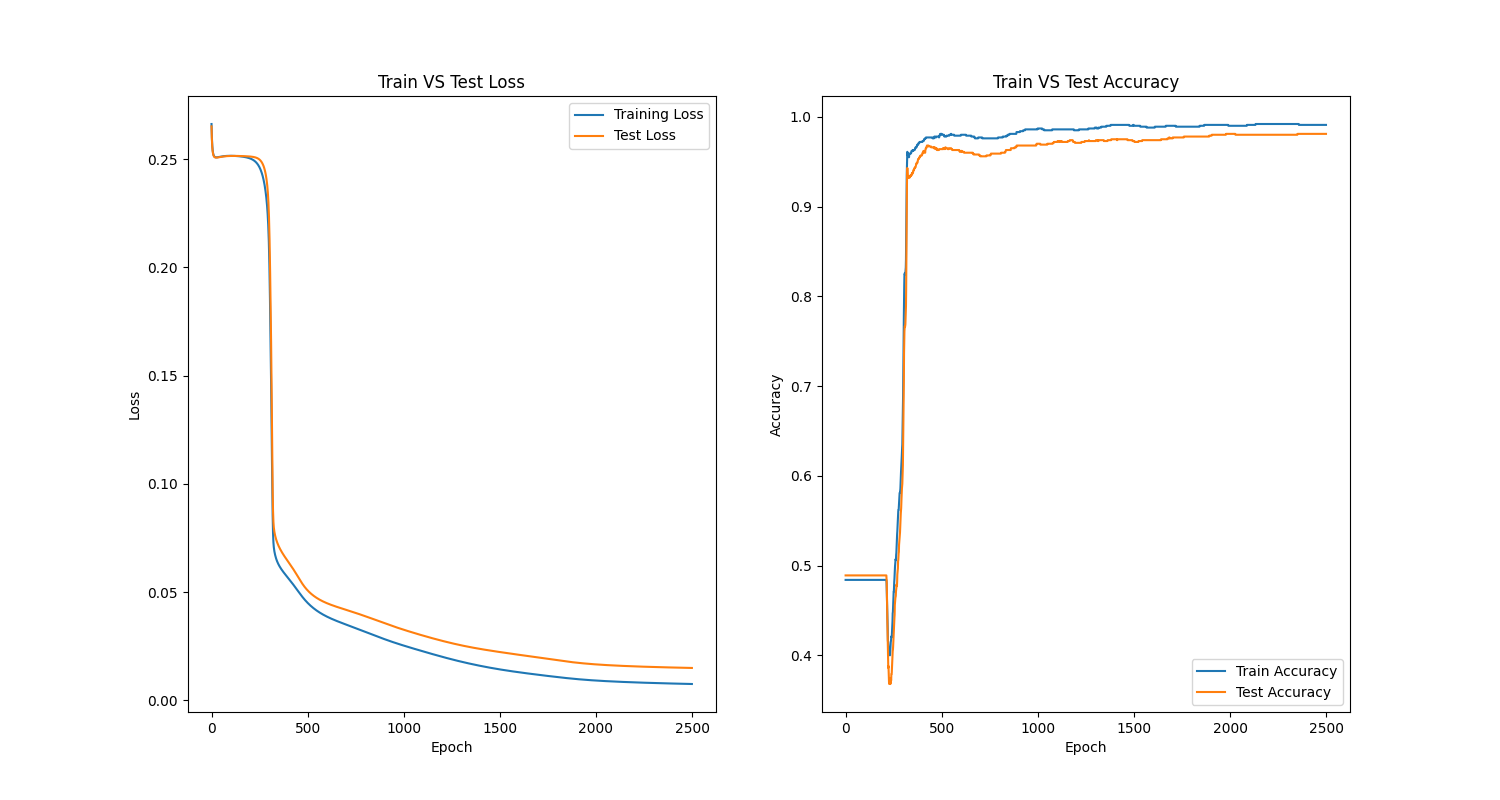 Train VS Test Loss
Training Loss
Test Loss
0.25
0.20
0.15
0.10
0.05
0.00
Loss
0
500
1000
1500
2000
2500
Epoch
Train VS Test Accuracy
1.0
0.9
0.8
0.7
0.6
0.5
0.4
Accuracy
Train Accuracy
Test Accuracy
0
500
1000
1500
2000
2500
Epoch